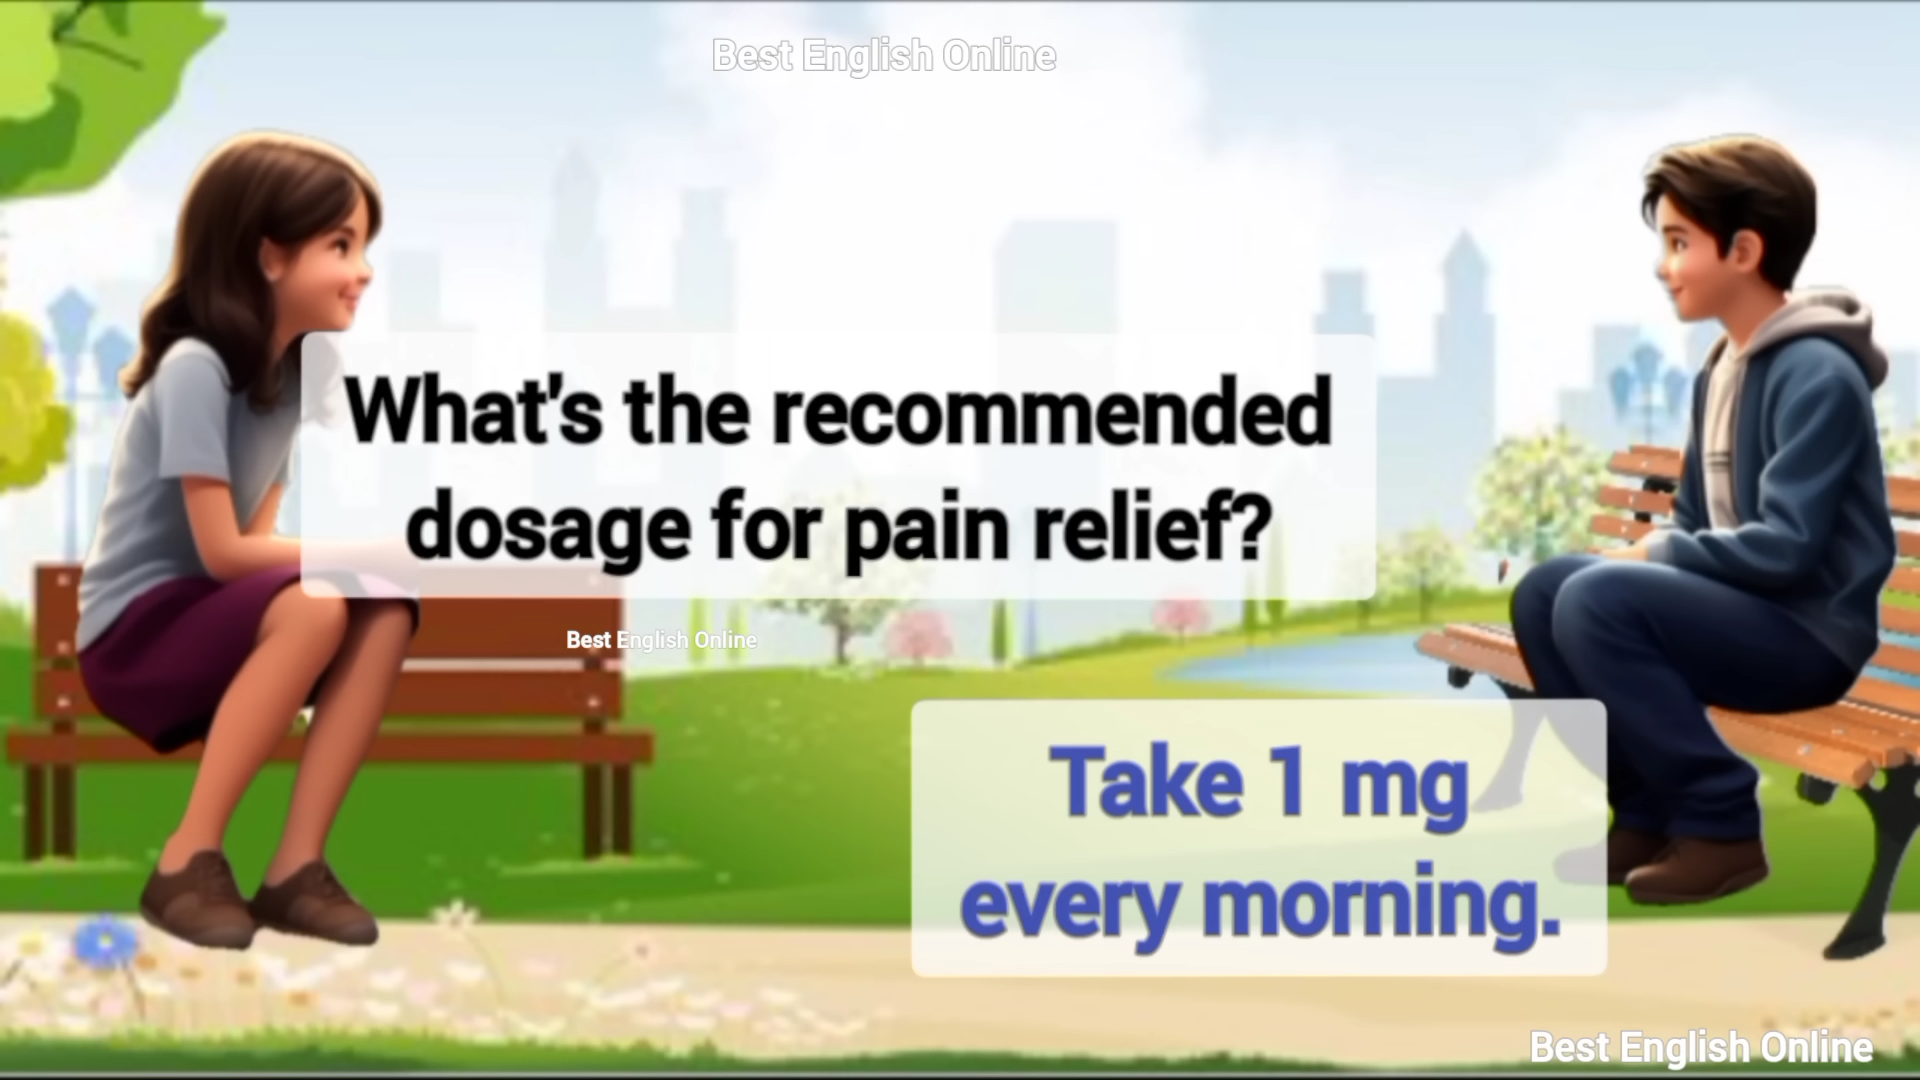 Best English Online
What's the recommended
dosage for pain relief?
Best English Online
Take 1 mg
every morning.
Best English Online